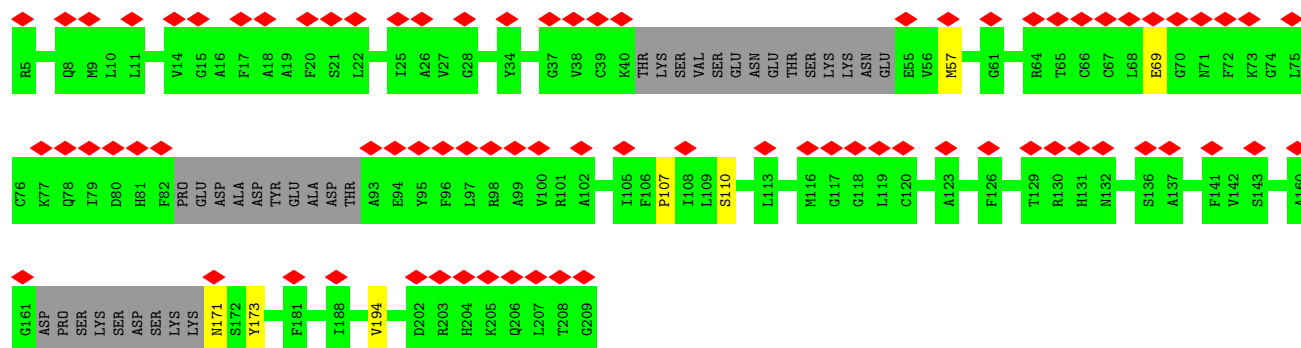 R5 Q8 M9 L10 L11 V14 G15 A16 F17 A18 A19 F20 S21 L22 I25 A26 V27 G28 Y34 G37 V38 C39 K40 THR LYS SER VAL SER GLU ASN GLU THR SER LYS LYS ASN GLU E55 V56 M57 G61 R64 T65 C66 C67 L68 E69 G70 N71 F72 K73 G74 L75
C76 K77 Q78 I79 D80 H81 F82 PRO GLU ASP ALA ASP TYR GLU ALA ASP THR A93 E94 Y95 F96 L97 R98 A99 V100 R101 A102 I105 F106 P107 I108 L109 S110 L113 M116 G117 G118 L119 C120 A123 F126 T129 R130 H131 N132 S136 A137 F141 V142 S143 A160
G161 ASP PRO SER LYS SER ASP SER LYS LYS N171 S172 Y173 F181 I188 V194 D202 R203 H204 K205 Q206 L207 T208 G209